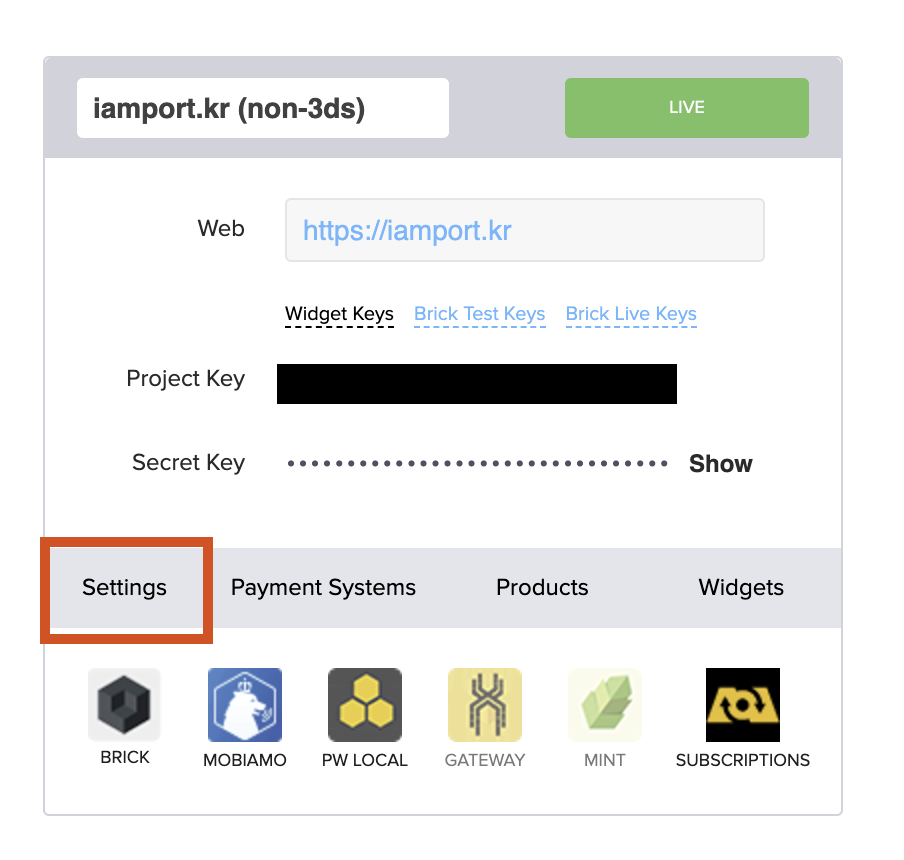 iamport.kr (non-3ds) LIVE
Web https://iamport.kr
Widget Keys Brick Test Keys Brick Live Keys
Project Key
Secret Key Show
Settings Payment Systems Products Widgets
BRICK MOBIAMO PW LOCAL GATEWAY MINT SUBSCRIPTIONS